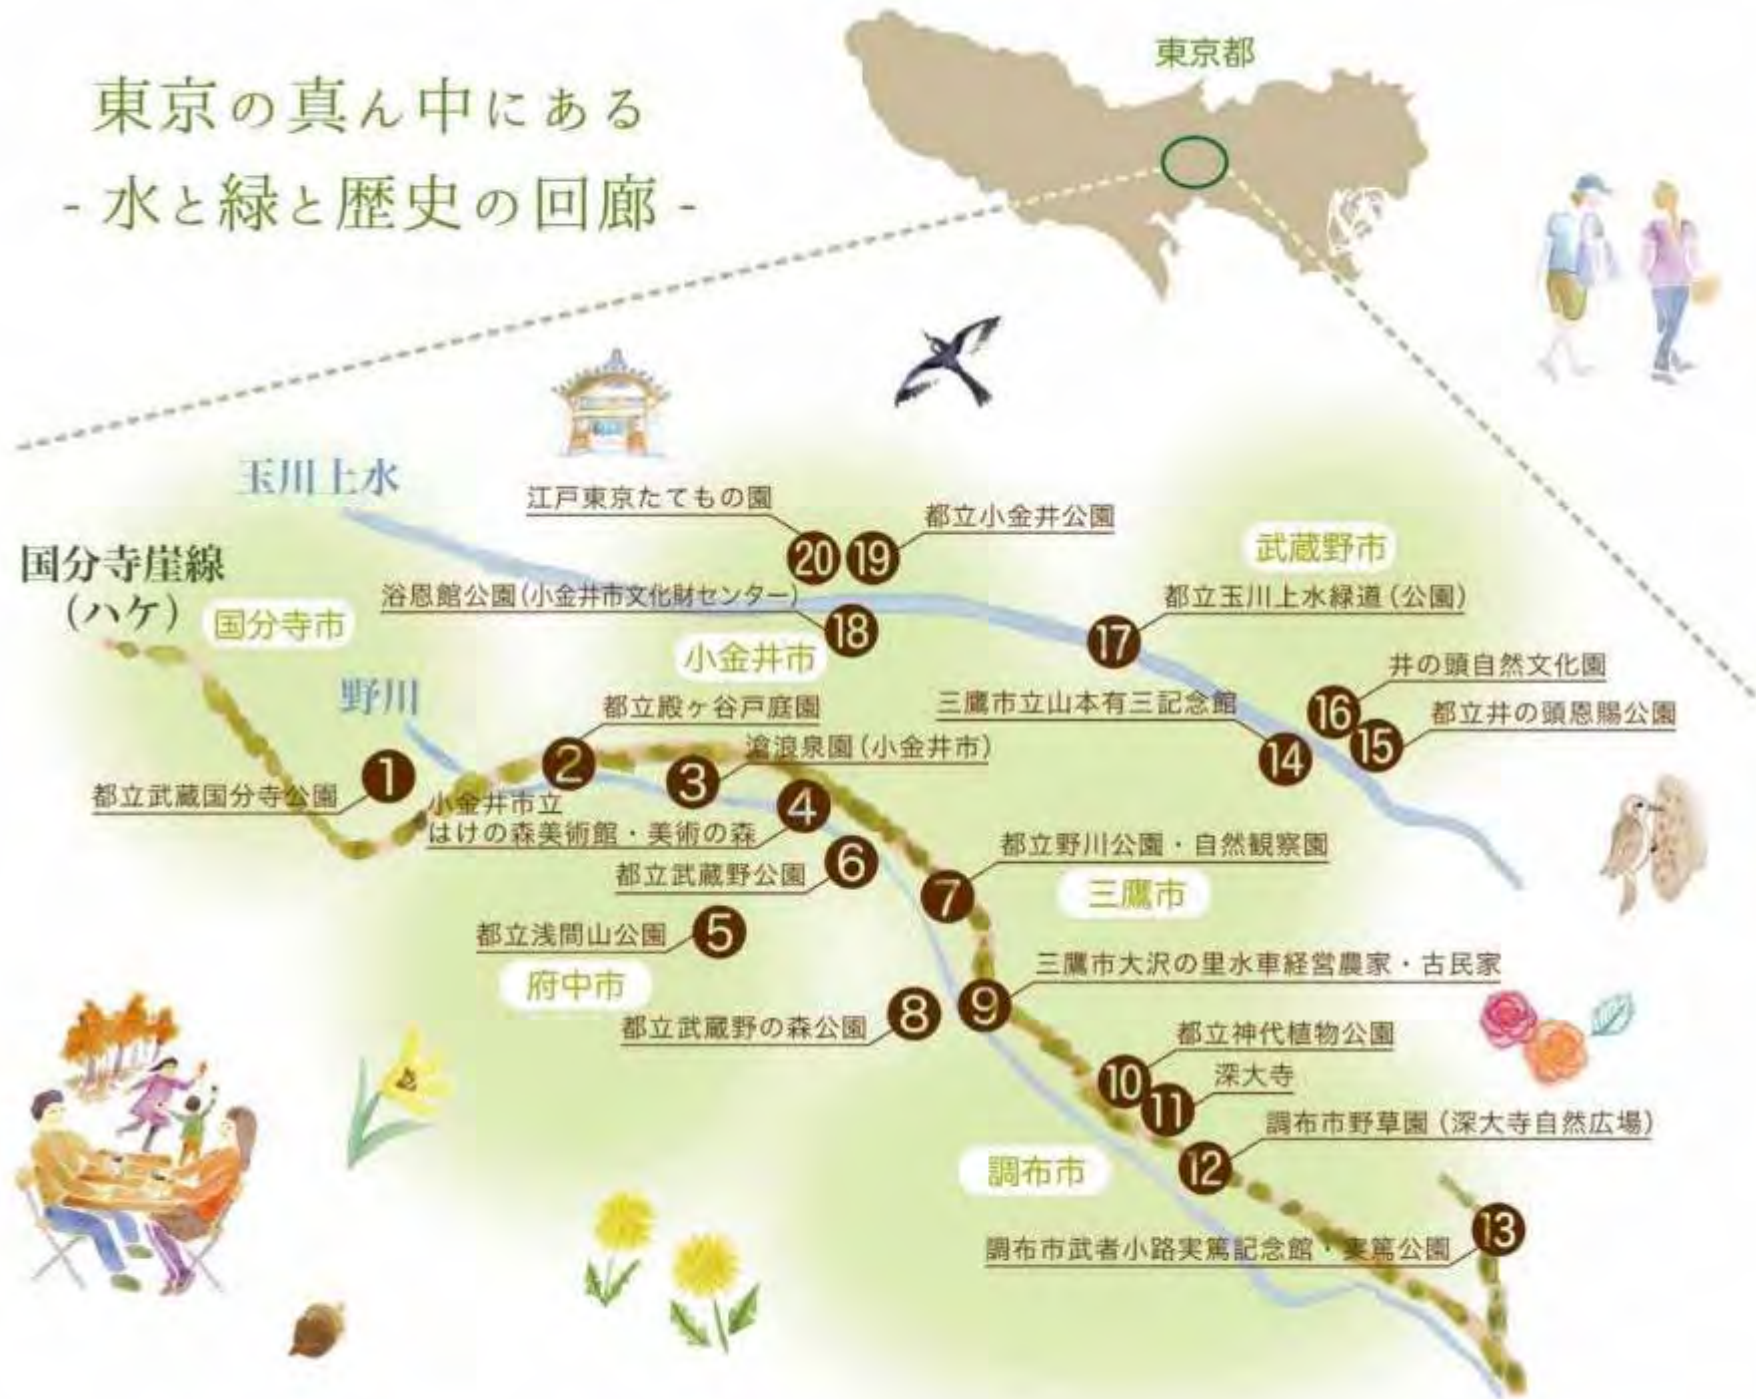 東京都
東京の真ん中にある
- 水と緑と歴史の回廊 -
玉川上水
江戸東京たてもの園
都立小金井公園
20
19
武蔵野市
国分寺崖線
(ハケ)
浴恩館公園(小金井市文化財センター)
18
都立玉川上水緑道(公園)
17
国分寺市
小金井市
井の頭自然文化園
16
野川
都立殿ヶ谷戸庭園
2
三鷹市立山本有三記念館
14
都立井の頭恩賜公園
15
滄浪泉園(小金井市)
3
1
都立武蔵国分寺公園
小金井市立
はけの森美術館・美術の森
4
都立野川公園・自然観察園
7
都立武蔵野公園
6
三鷹市
都立浅間山公園
5
府中市
三鷹市大沢の里水車経営農家・古民家
9
都立武蔵野の森公園
8
都立神代植物公園
10
深大寺
11
調布市野草園(深大寺自然広場)
12
調布市
調布市武者小路実篤記念館・実篤公園
13